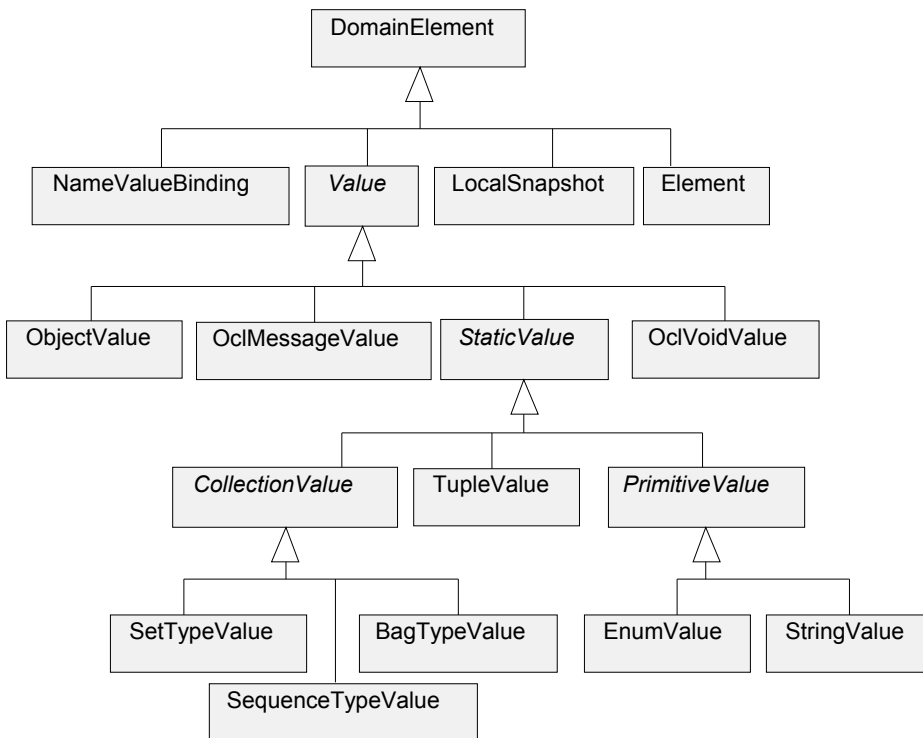 DomainElement
NameValueBinding
Value
LocalSnapshot
Element
ObjectValue
OclMessageValue
StaticValue
OclVoidValue
CollectionValue
TupleValue
PrimitiveValue
SetTypeValue
BagTypeValue
EnumValue
StringValue
SequenceTypeValue